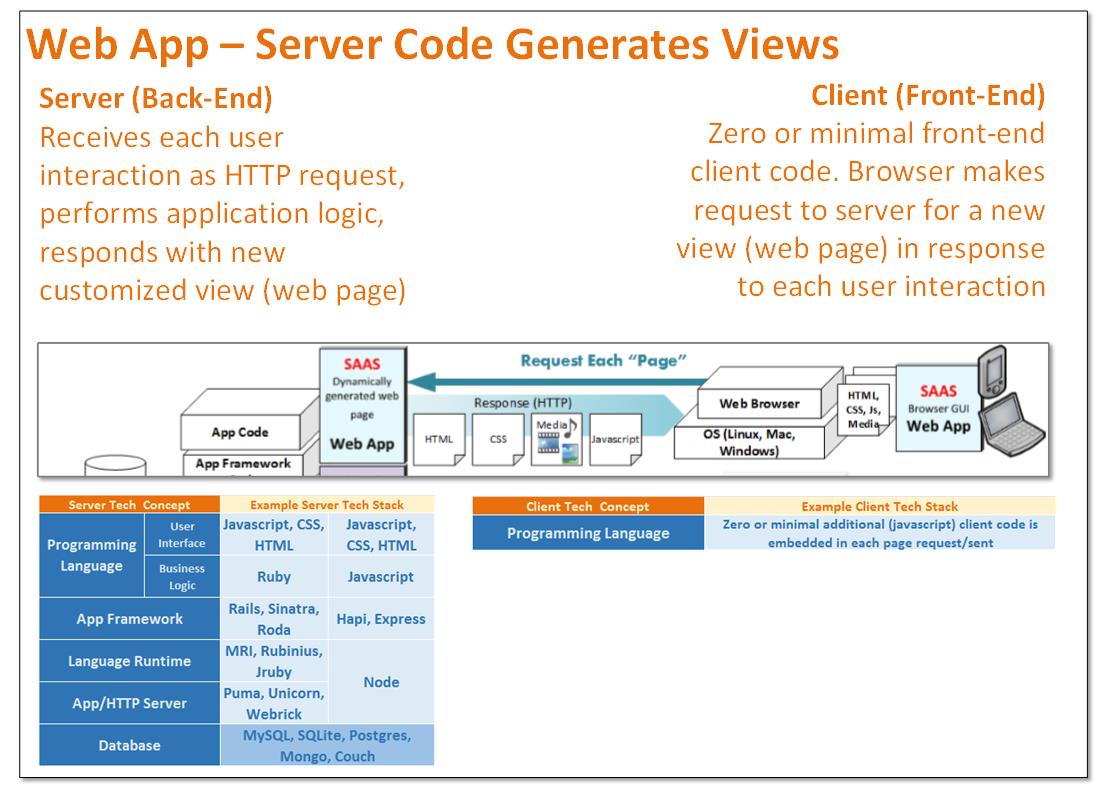 Web App – Server Code Generates Views
Server (Back-End)
Receives each user
interaction as HTTP request,
performs application logic,
responds with new
customized view (web page)
Client (Front-End)
Zero or minimal front-end
client code. Browser makes
request to server for a new
view (web page) in response
to each user interaction
App Code
App Framework
SAAS
Dynamically
generated web
page
Web App
Request Each “Page”
Response (HTTP)
HTML
CSS
Media
Javascript
Web Browser
OS (Linux, Mac,
Windows)
HTML,
CSS, Js,
Media
SAAS
Browser GUI
Web App
Server Tech Concept
Example Server Tech Stack
Programming
Language
User
Interface
Javascript, CSS,
HTML
Javascript,
CSS, HTML
Business
Logic
Ruby
Javascript
App Framework
Rails, Sinatra,
Roda
Hapi, Express
Language Runtime
MRI, Rubinius,
Jruby
Node
App/HTTP Server
Puma, Unicorn,
Webrick
Database
MySQL, SQLite, Postgres,
Mongo, Couch
Client Tech Concept
Example Client Tech Stack
Programming Language
Zero or minimal additional (javascript) client code is
embedded in each page request/sent